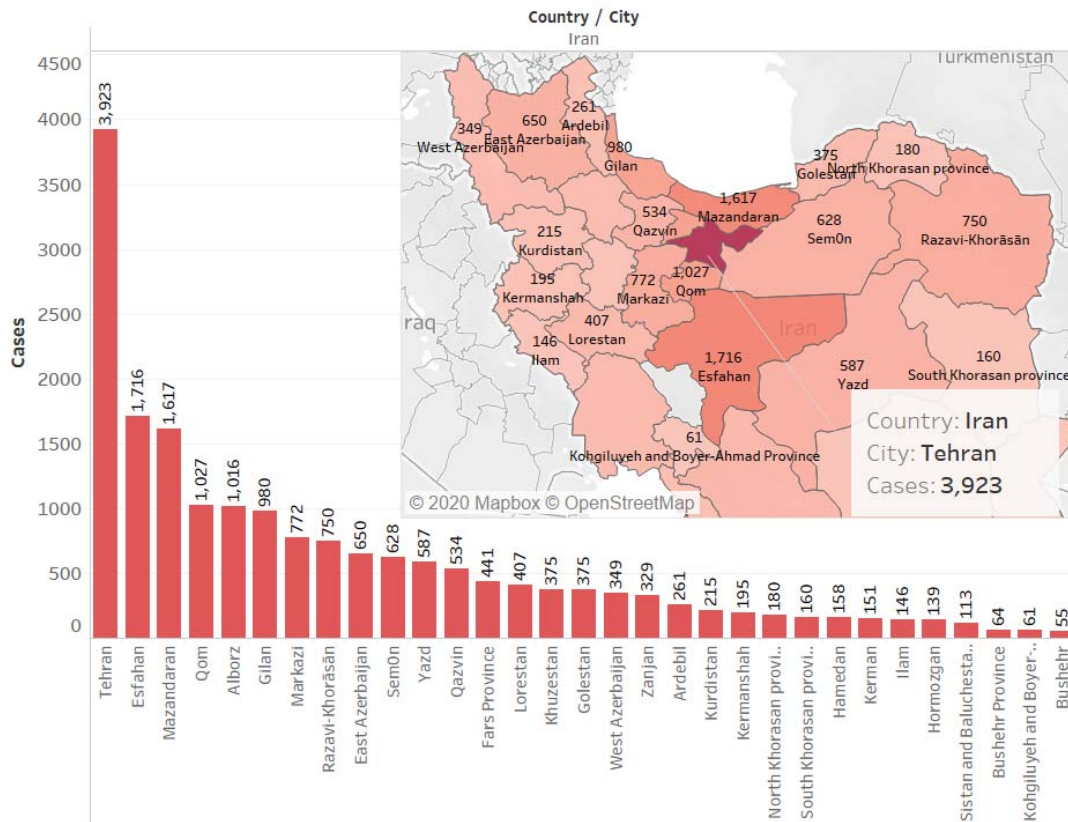 Country / City
Iran
Cases
4500
4000
3500
3000
2500
2000
1500
1000
500
0
3,923
1,716
1,617
1,027
1,016
980
772
750
650
628
587
534
441
407
375
375
349
329
261
215
195
180
160
158
151
146
139
113
64
61
55
Tehran
Esfahan
Mazandaran
Qom
Alborz
Gilan
Markazi
Razavi-Khorāsān
East Azerbaijan
Sem0n
Yazd
Qazvin
Fars Province
Lorestan
Khuzestan
Golestan
West Azerbaijan
Zanjan
Ardebil
Kurdistan
Kermanshah
North Khorasan provi..
South Khorasan provi..
Hamedan
Kerman
Ilam
Hormozgan
Sistan and Baluchesta..
Bushehr Province
Kohgiluyeh and Boyer-..
Bushehr
Turkmenistan
349
West Azerbaijan
650
East Azerbaijan
261
Ardebil
980
Gilan
375
Golestan
180
North Khorasan province
1,617
Mazandaran
534
Qazvin
628
Sem0n
750
Razavi-Khorāsān
215
Kurdistan
195
Kermanshah
772
Markazi
1,027
Qom
raq
407
Lorestan
146
Ilam
Iran
1,716
Esfahan
587
Yazd
160
South Khorasan province
61
Kohgiluyeh and Boyer-Ahmad Province
Country: Iran
City: Tehran
Cases: 3,923
© 2020 Mapbox © OpenStreetMap